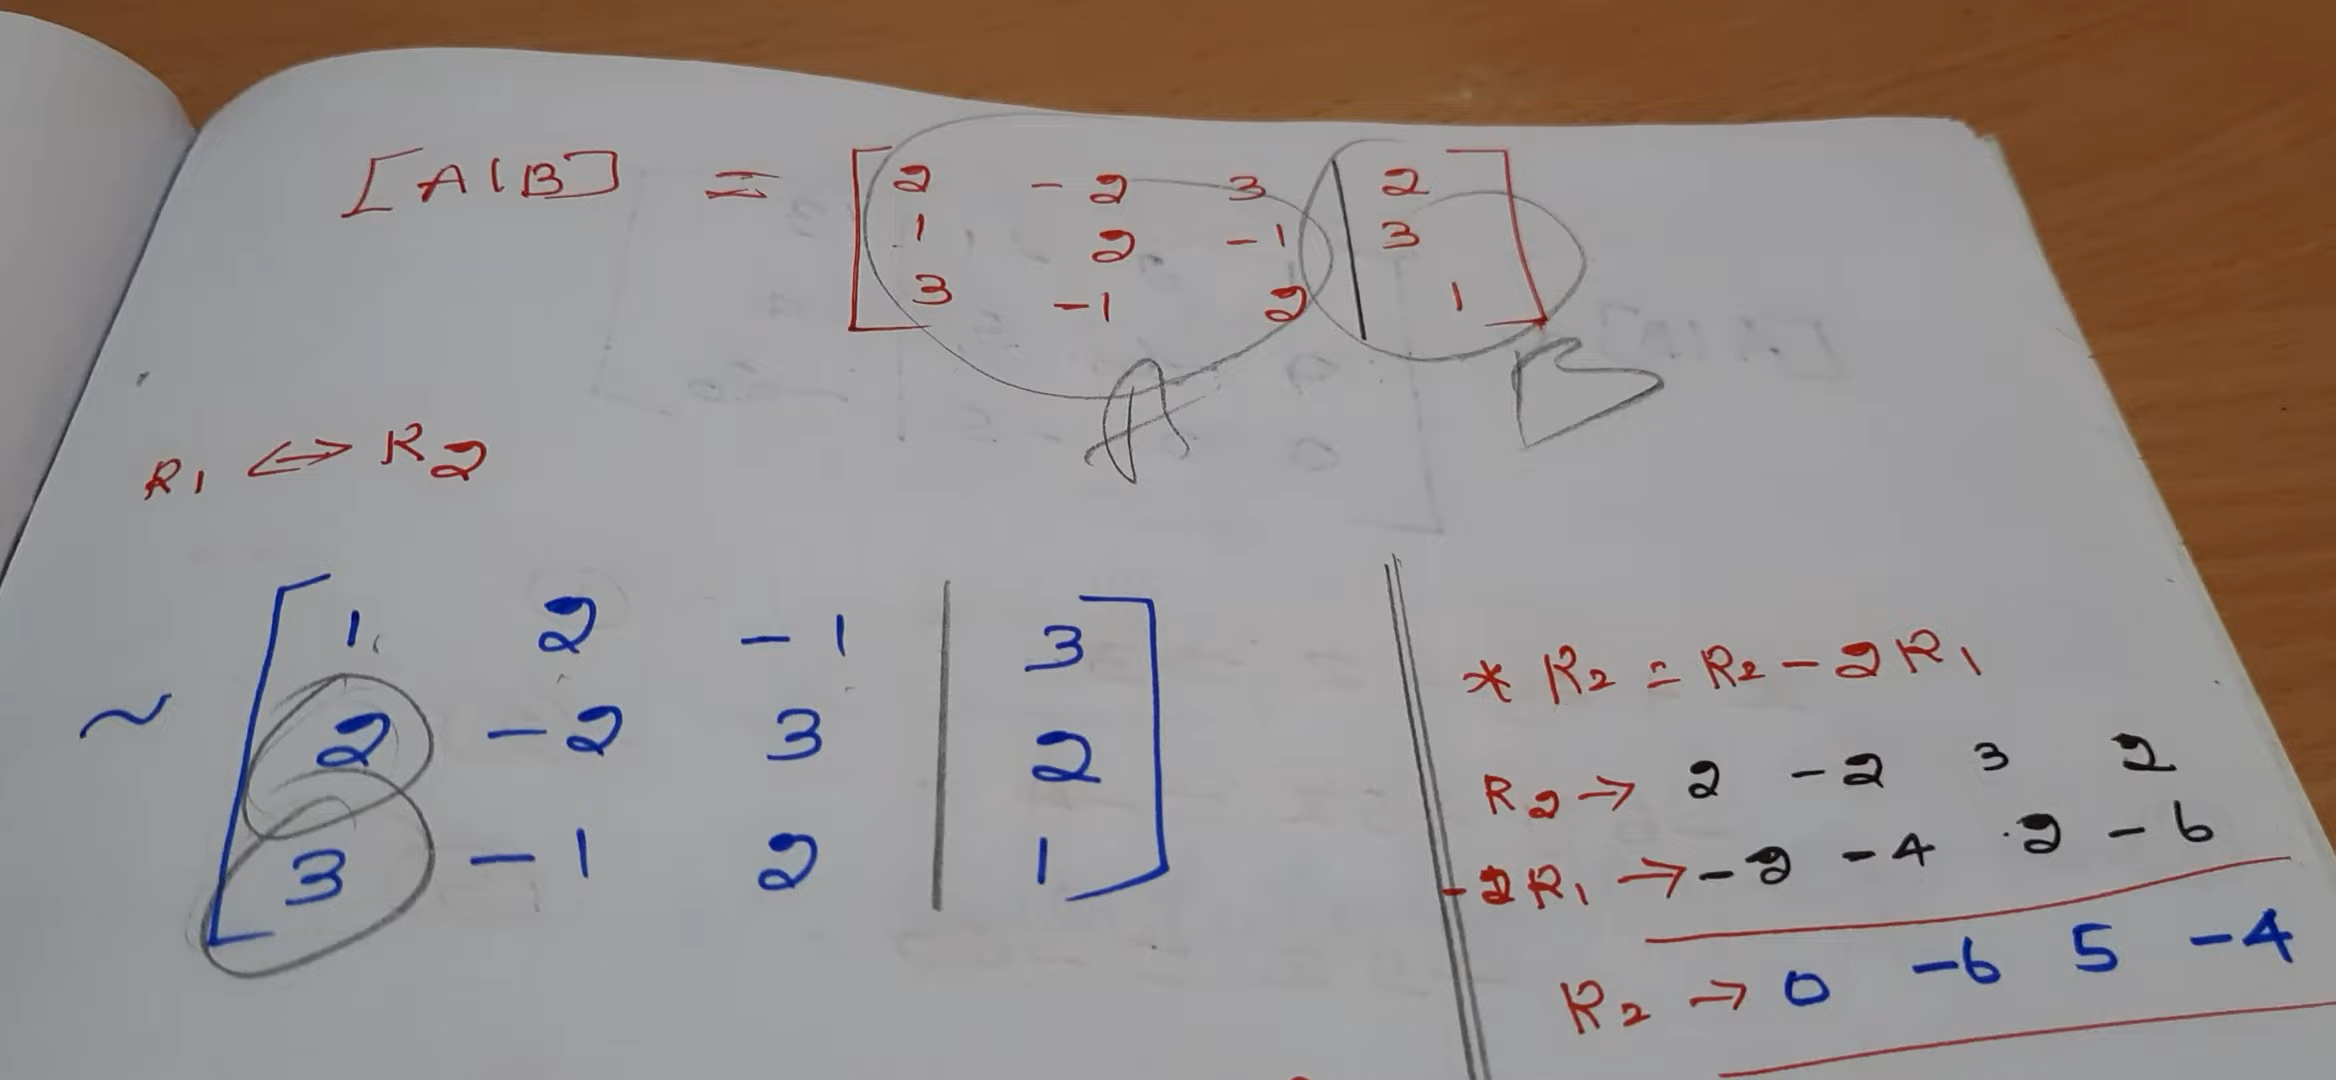 [A|B] = [ 2 -2 3 | 2 ]
1 2 -1 | 3
3 -1 2 | 1
A B
R1 ⇔ R2
~ [ 1 2 -1 | 3 ]
2 -2 3 | 2
3 -1 2 | 1
* R2 = R2 - 2R1
R2 → 2 -2 3 2
-2R1 → -2 -4 2 -6
R2 → 0 -6 5 -4